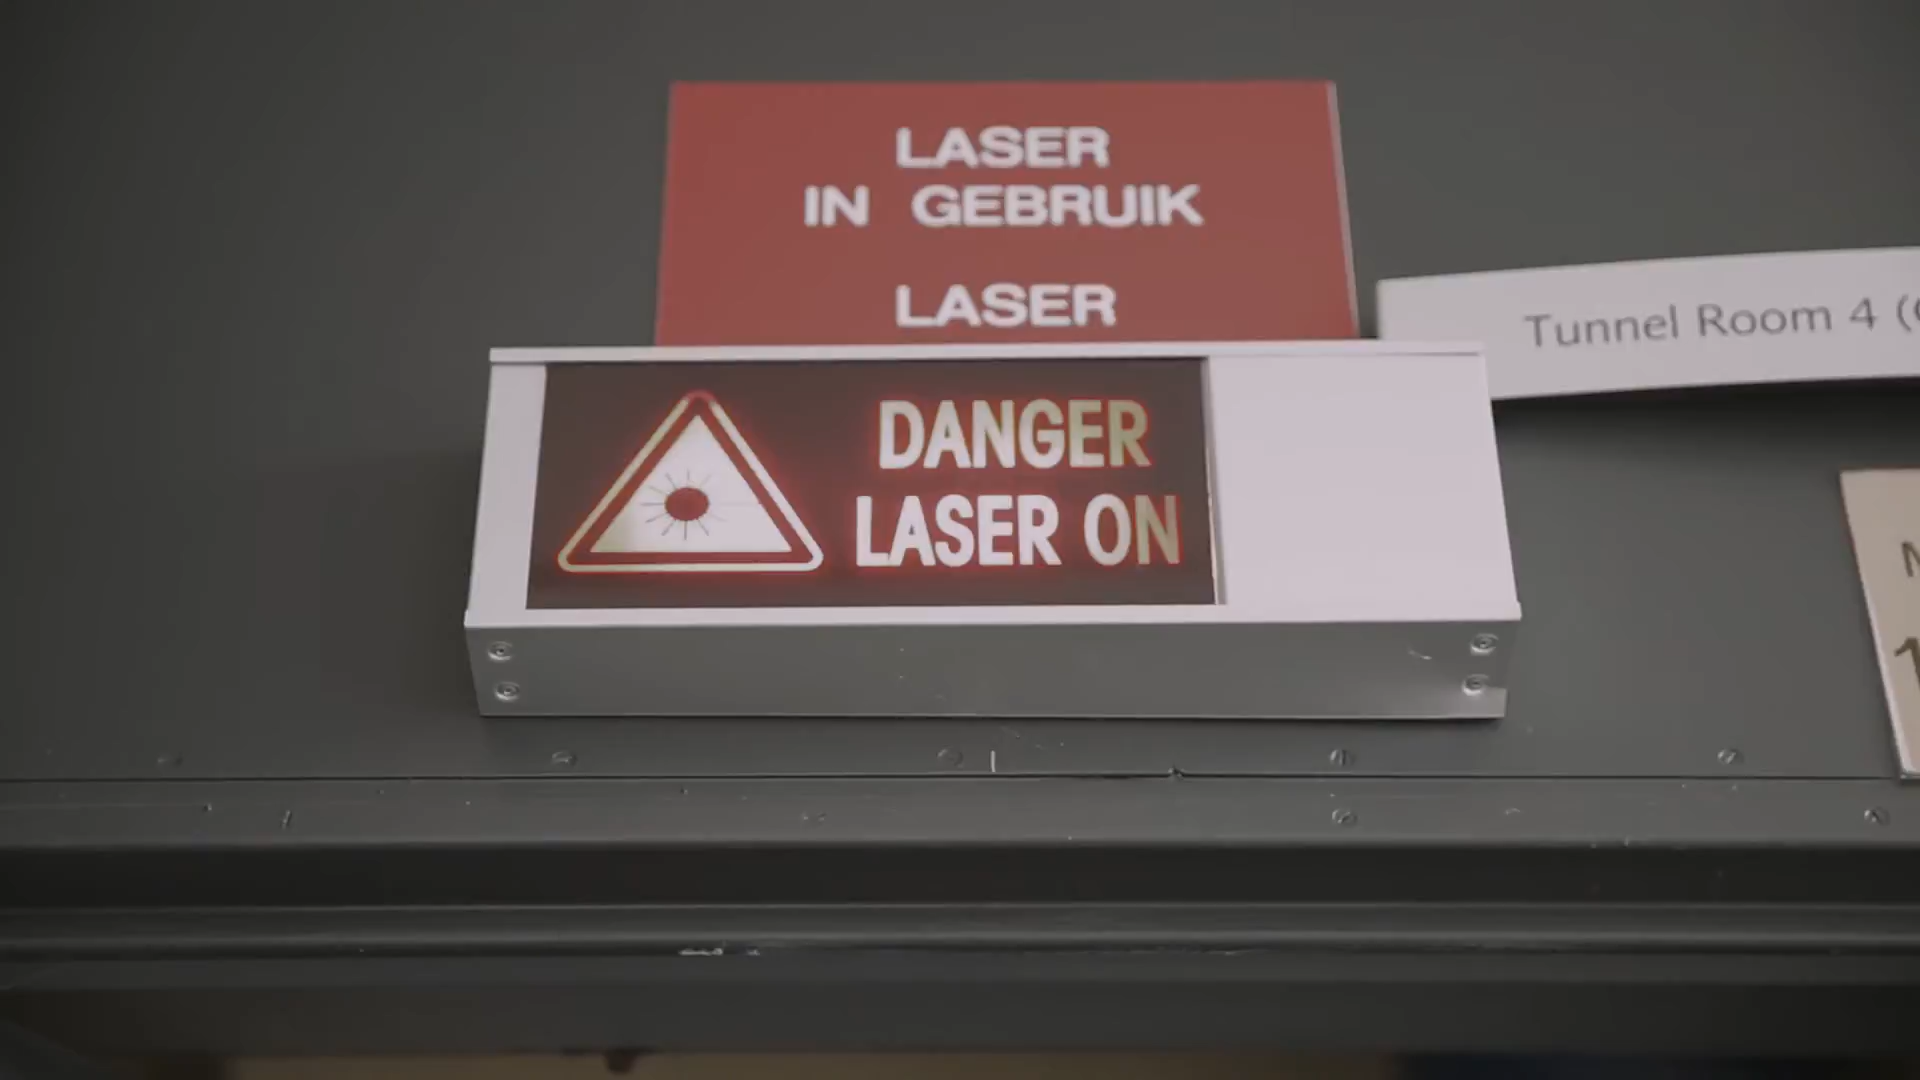 LASER
IN GEBRUIK
LASER
Tunnel Room 4 (
DANGER
LASER ON